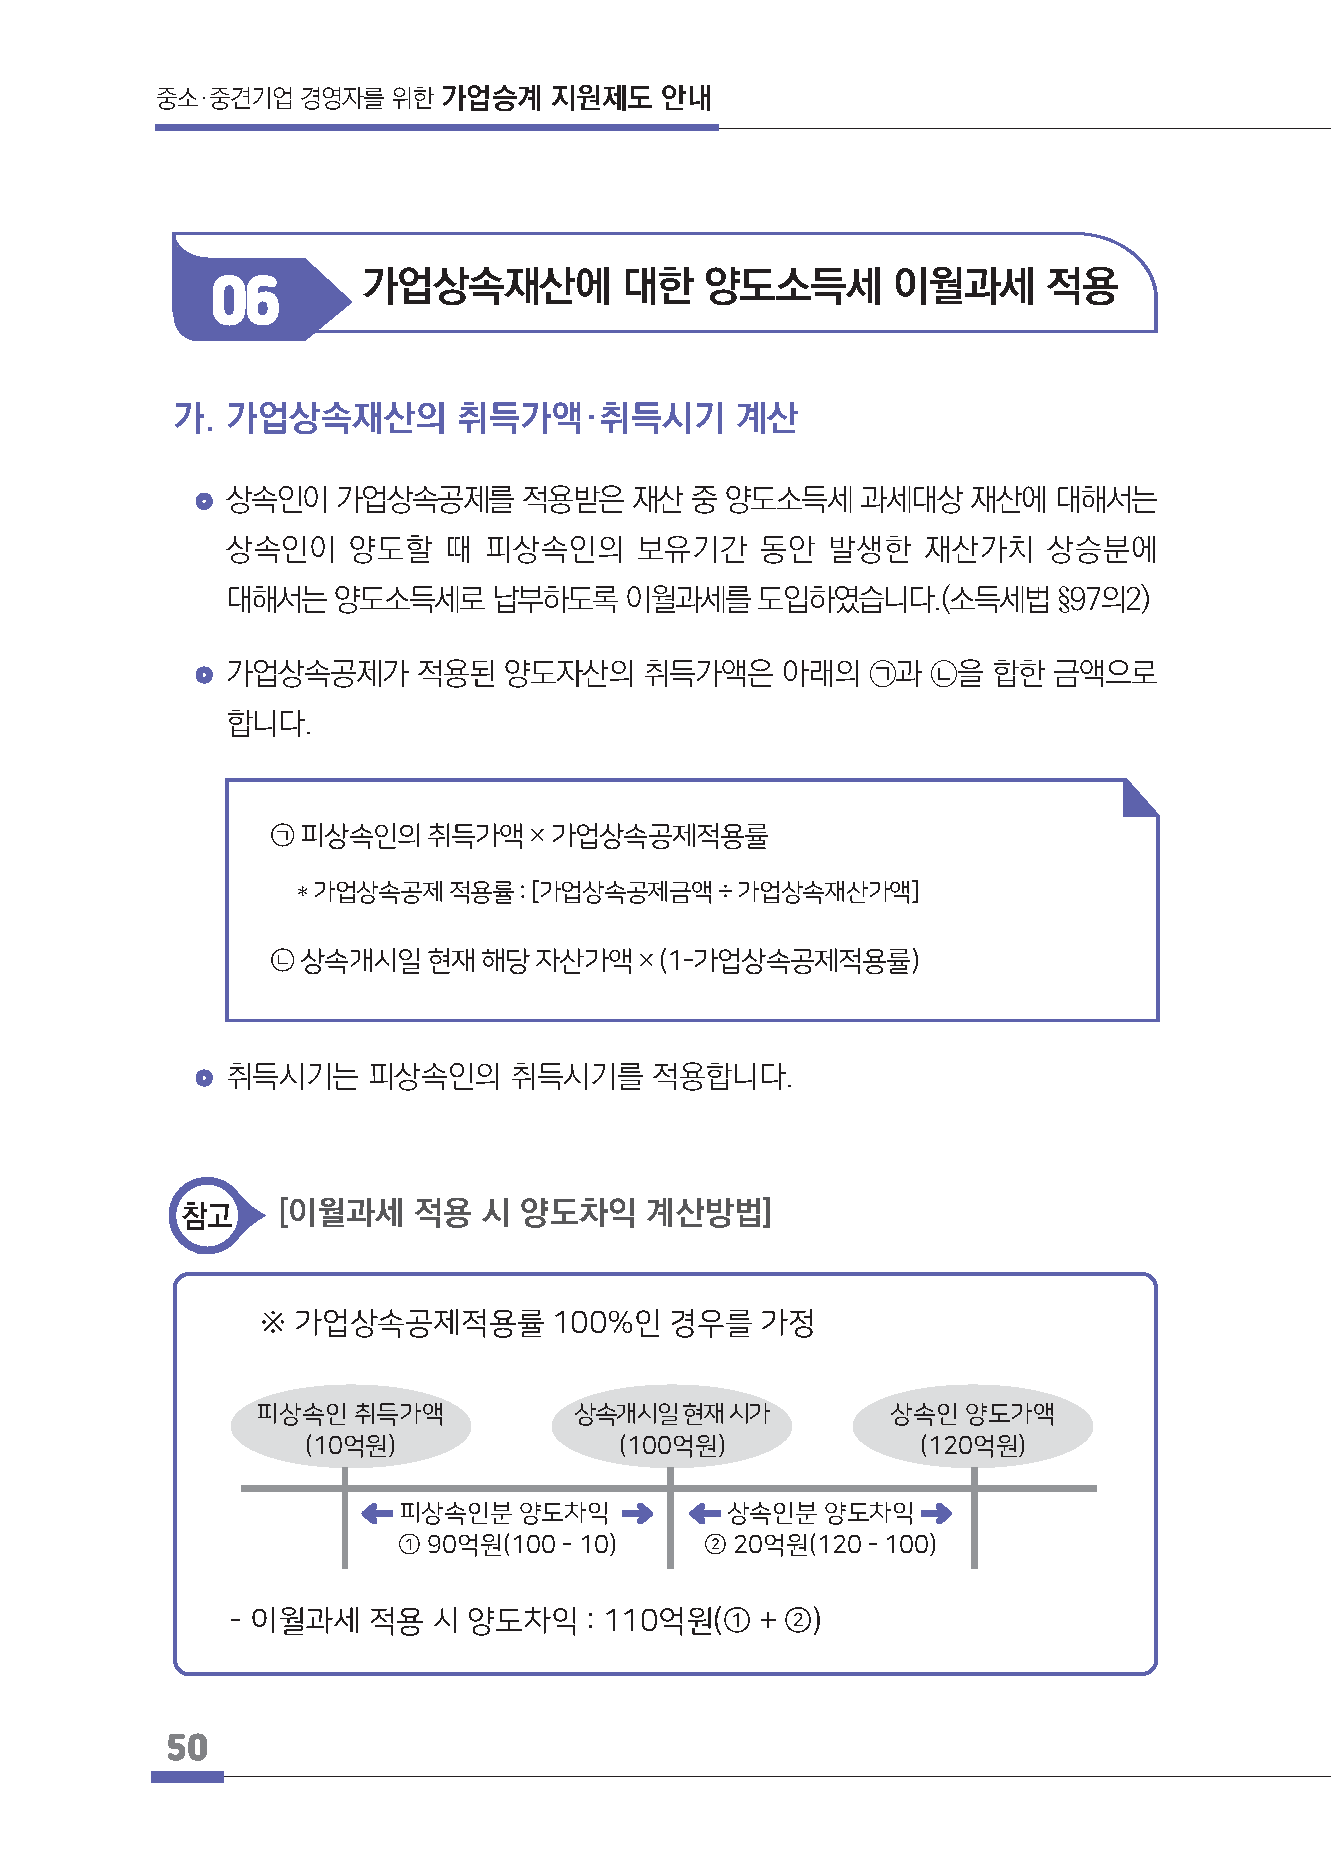 중소·중견기업 경영자를 위한 가업승계 지원제도 안내
06 가업상속재산에 대한 양도소득세 이월과세 적용
가. 가업상속재산의 취득가액·취득시기 계산
상속인이 가업상속공제를 적용받은 재산 중 양도소득세 과세대상 재산에 대해서는
상속인이 양도할 때 피상속인의 보유기간 동안 발생한 재산가치 상승분에
대해서는 양도소득세로 납부하도록 이월과세를 도입하였습니다.(소득세법 §97의2)
가업상속공제가 적용된 양도자산의 취득가액은 아래의 ㉠과 ㉡을 합한 금액으로
합니다.
㉠ 피상속인의 취득가액 × 가업상속공제적용률
* 가업상속공제 적용률 : [가업상속공제금액 ÷ 가업상속재산가액]
㉡ 상속개시일 현재 해당 자산가액 × (1-가업상속공제적용률)
취득시기는 피상속인의 취득시기를 적용합니다.
참고 [이월과세 적용 시 양도차익 계산방법]
※ 가업상속공제적용률 100%인 경우를 가정
피상속인 취득가액 상속개시일 현재 시가 상속인 양도가액
(10억원) (100억원) (120억원)
피상속인분 양도차익 상속인분 양도차익
① 90억원(100 - 10) ② 20억원(120 - 100)
- 이월과세 적용 시 양도차익 : 110억원(① + ②)
50